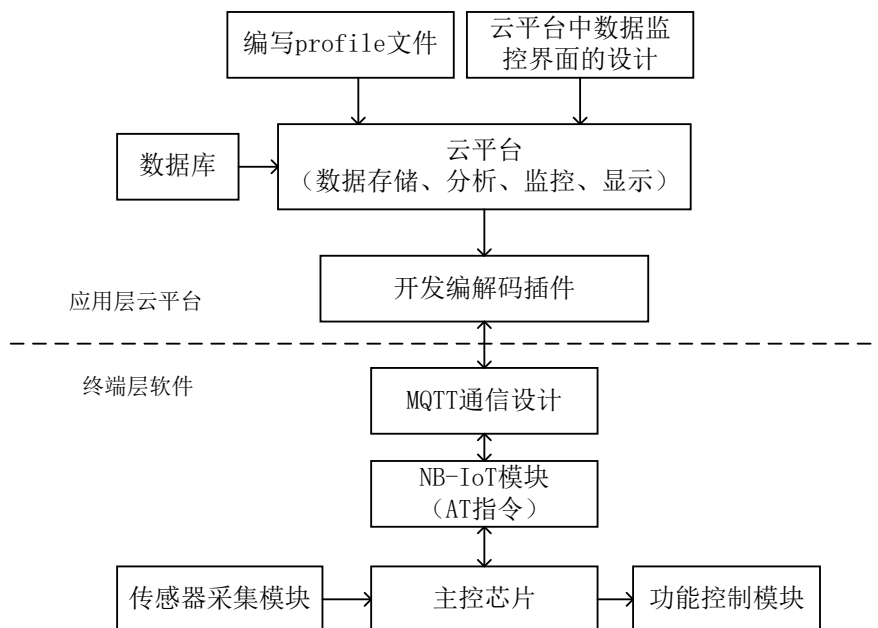 编写profile文件
云平台中数据监
控界面的设计
数据库
云平台
（数据存储、分析、监控、显示）
开发编解码插件
应用层云平台
终端层软件
MQTT通信设计
NB-IoT模块
（AT指令）
传感器采集模块
主控芯片
功能控制模块